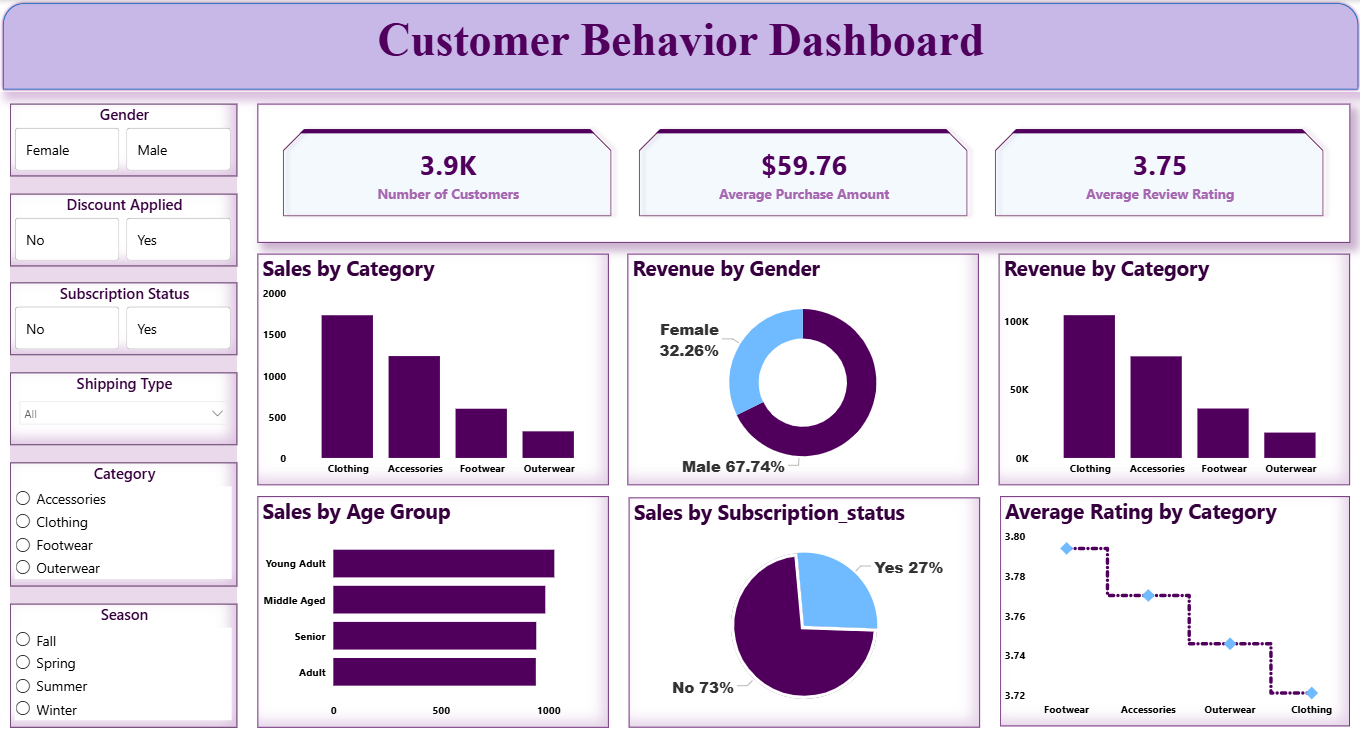 Customer Behavior Dashboard
Gender
Female
Male
Discount Applied
No
Yes
Subscription Status
No
Yes
Shipping Type
All
Category
Accessories
Clothing
Footwear
Outerwear
Season
Fall
Spring
Summer
Winter
3.9K
Number of Customers
$59.76
Average Purchase Amount
3.75
Average Review Rating
Sales by Category
2000
1500
1000
500
0
Clothing
Accessories
Footwear
Outerwear
Revenue by Gender
Female
32.26%
Male 67.74%
Revenue by Category
100K
50K
0K
Clothing
Accessories
Footwear
Outerwear
Sales by Age Group
Young Adult
Middle Aged
Senior
Adult
0
500
1000
Sales by Subscription_status
Yes 27%
No 73%
Average Rating by Category
3.80
3.78
3.76
3.74
3.72
Footwear
Accessories
Outerwear
Clothing